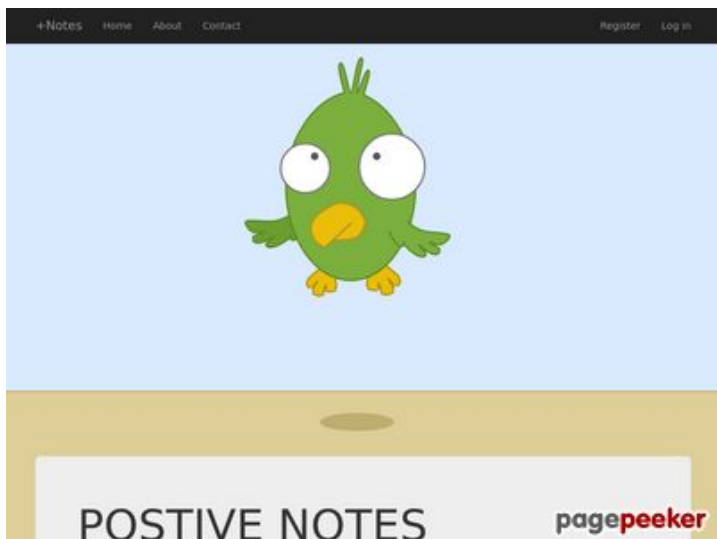 +Notes Home About Contact Register Log in
POSTIVE NOTES
pagepeeker